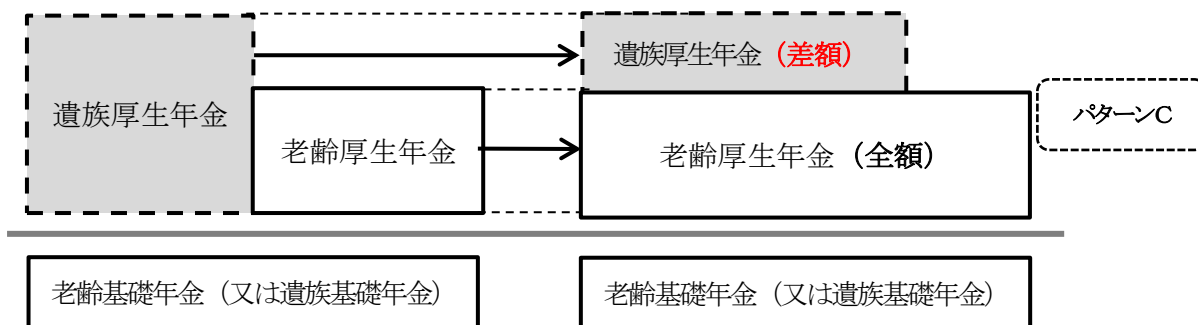 遺族厚生年金(差額)
遺族厚生年金
老齢厚生年金
老齢厚生年金(全額)
パターンC
老齢基礎年金(又は遺族基礎年金)
老齢基礎年金(又は遺族基礎年金)